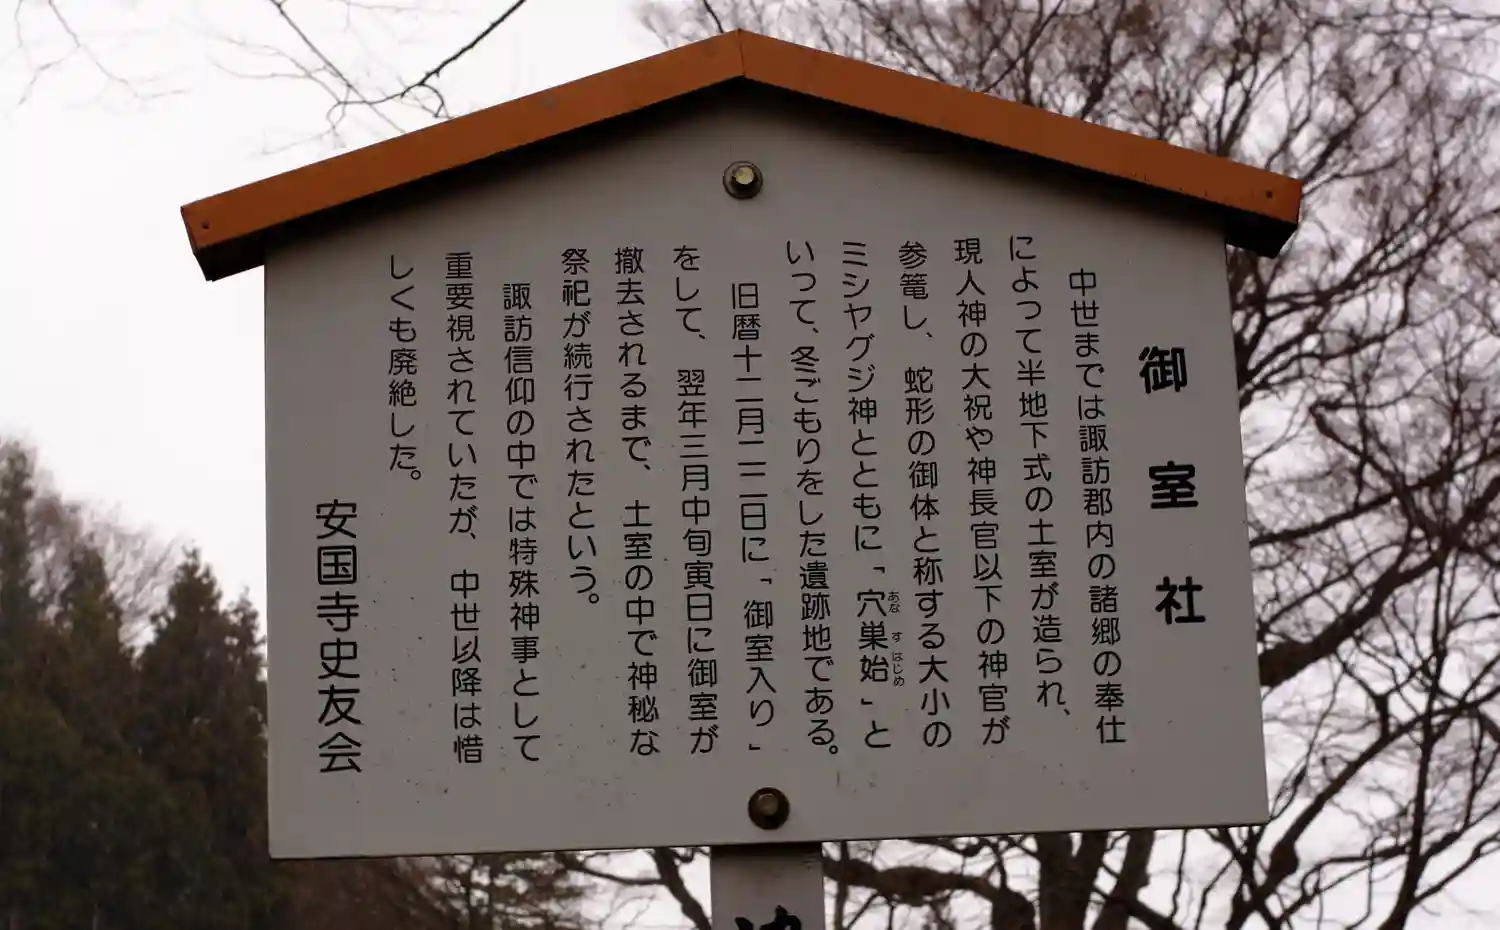 御室社
中世までは諏訪郡内の諸郷の奉仕
によって半地下式の土室が造られ、
現人神の大祝や神長官以下の神官が
参篭し、蛇形の御体と称する大小の
ミシヤグジ神とともに「穴巣始」と
あなすはじめ
いって、冬ごもりをした遺跡地である。
旧暦十二月二二日に「御室入り」
をして、翌年三月中旬寅日に御室が
撤去されるまで、土室の中で神秘な
祭祀が続行されたという。
諏訪信仰の中では特殊神事として
重要視されていたが、中世以降は惜
しくも廃絶した。
安国寺史友会